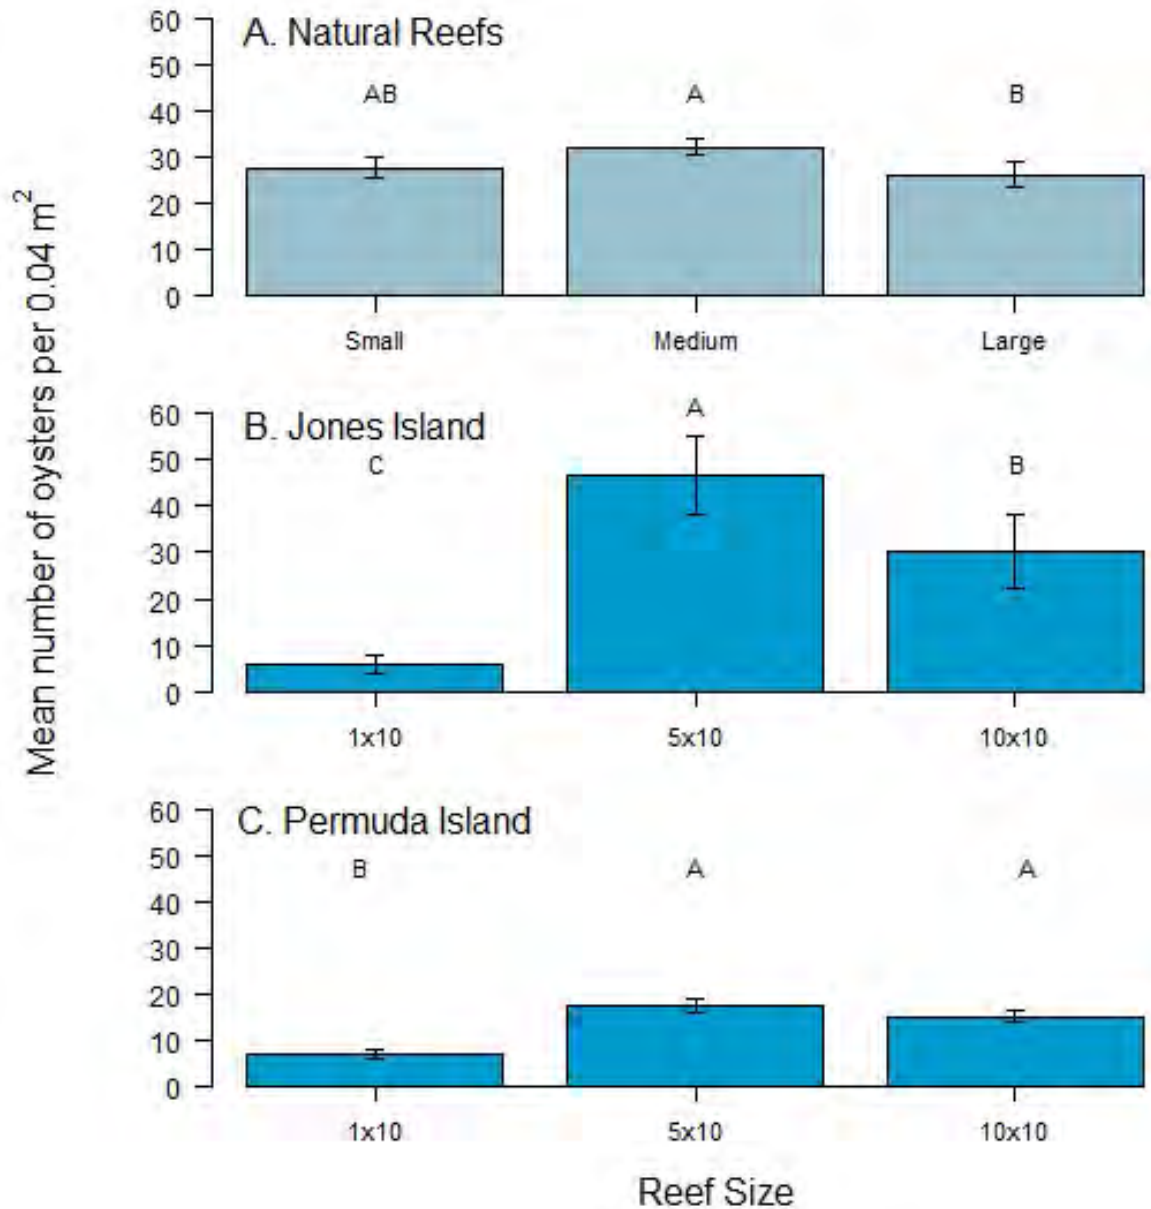 Mean number of oysters per 0.04 m²
A. Natural Reefs
60
50
40
30
20
10
0
AB A B
Small Medium Large
B. Jones Island
60
50
40
30
20
10
0
C A B
1x10 5x10 10x10
C. Permuda Island
60
50
40
30
20
10
0
B A A
1x10 5x10 10x10
Reef Size